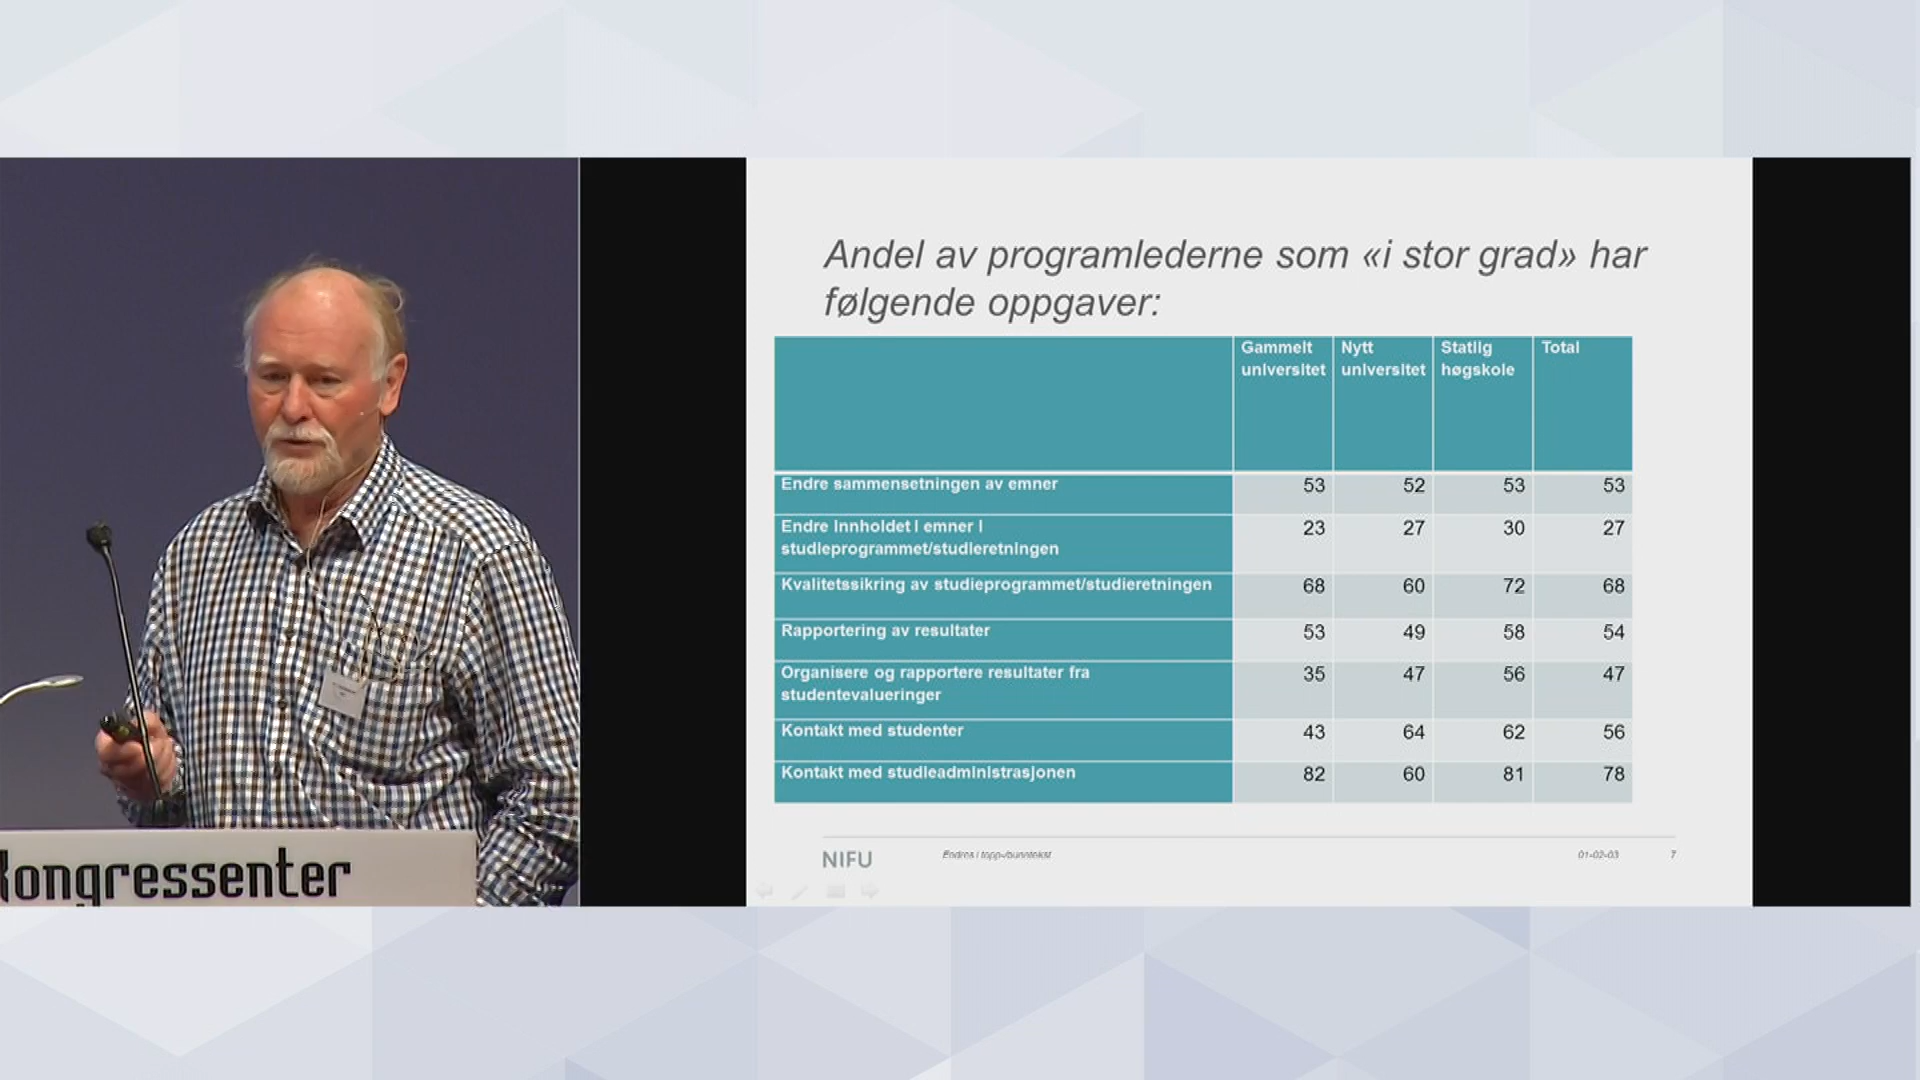 Andel av programlederne som «i stor grad» har
følgende oppgaver:
Gammelt universitet Nytt universitet Statlig høgskole Total
Endre sammensetningen av emner 53 52 53 53
Endre innholdet i emner i
studieprogrammet/studieretningen 23 27 30 27
Kvalitetssikring av studieprogrammet/studieretningen 68 60 72 68
Rapportering av resultater 53 49 58 54
Organisere og rapportere resultater fra
studentevalueringer 35 47 56 47
Kontakt med studenter 43 64 62 56
Kontakt med studieadministrasjonen 82 60 81 78
NIFU Endres i topp-/bunntekst 01-02-03 7
Kongressenter